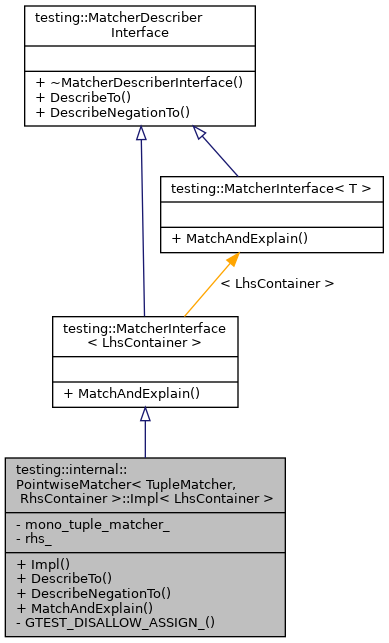 testing::MatcherDescriber
Interface
+ ~MatcherDescriberInterface()
+ DescribeTo()
+ DescribeNegationTo()
testing::MatcherInterface< T >
+ MatchAndExplain()
< LhsContainer >
testing::MatcherInterface
< LhsContainer >
+ MatchAndExplain()
testing::internal::
PointwiseMatcher< TupleMatcher,
RhsContainer >::Impl< LhsContainer >
- mono_tuple_matcher_
- rhs_
+ Impl()
+ DescribeTo()
+ DescribeNegationTo()
+ MatchAndExplain()
- GTEST_DISALLOW_ASSIGN_()